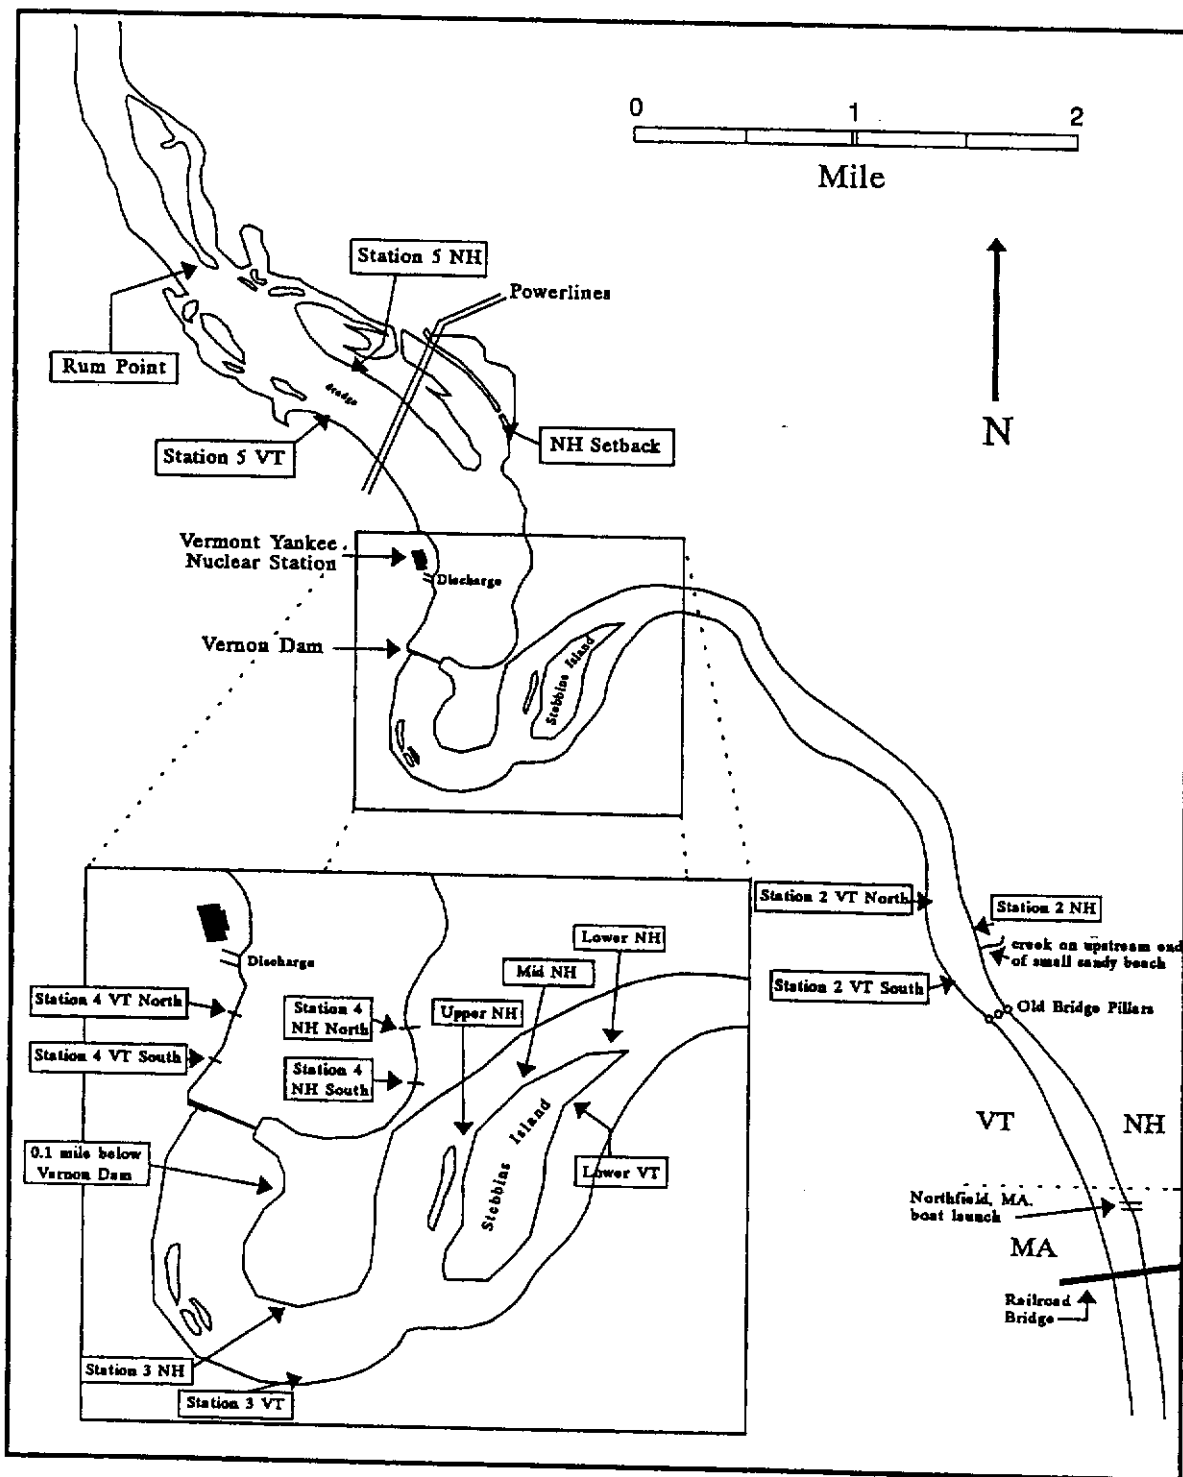 0 1 2
Mile
N
Station 5 NH
Powerlines
Rum Point
dredge
Station 5 VT
NH Setback
Vermont Yankee
Nuclear Station
Discharge
Vernon Dam
Stebbins Island
Station 2 VT North
Station 2 NH
creek on upstream end
of small sandy beach
Station 2 VT South
Old Bridge Pillars
VT
NH
Northfield, MA.
boat launch
MA
Railroad
Bridge
Discharge
Lower NH
Mid NH
Upper NH
Station 4 VT North
Station 4
NH North
Station 4 VT South
Station 4
NH South
0.1 mile below
Vernon Dam
Stebbins Island
Lower VT
Station 3 NH
Station 3 VT